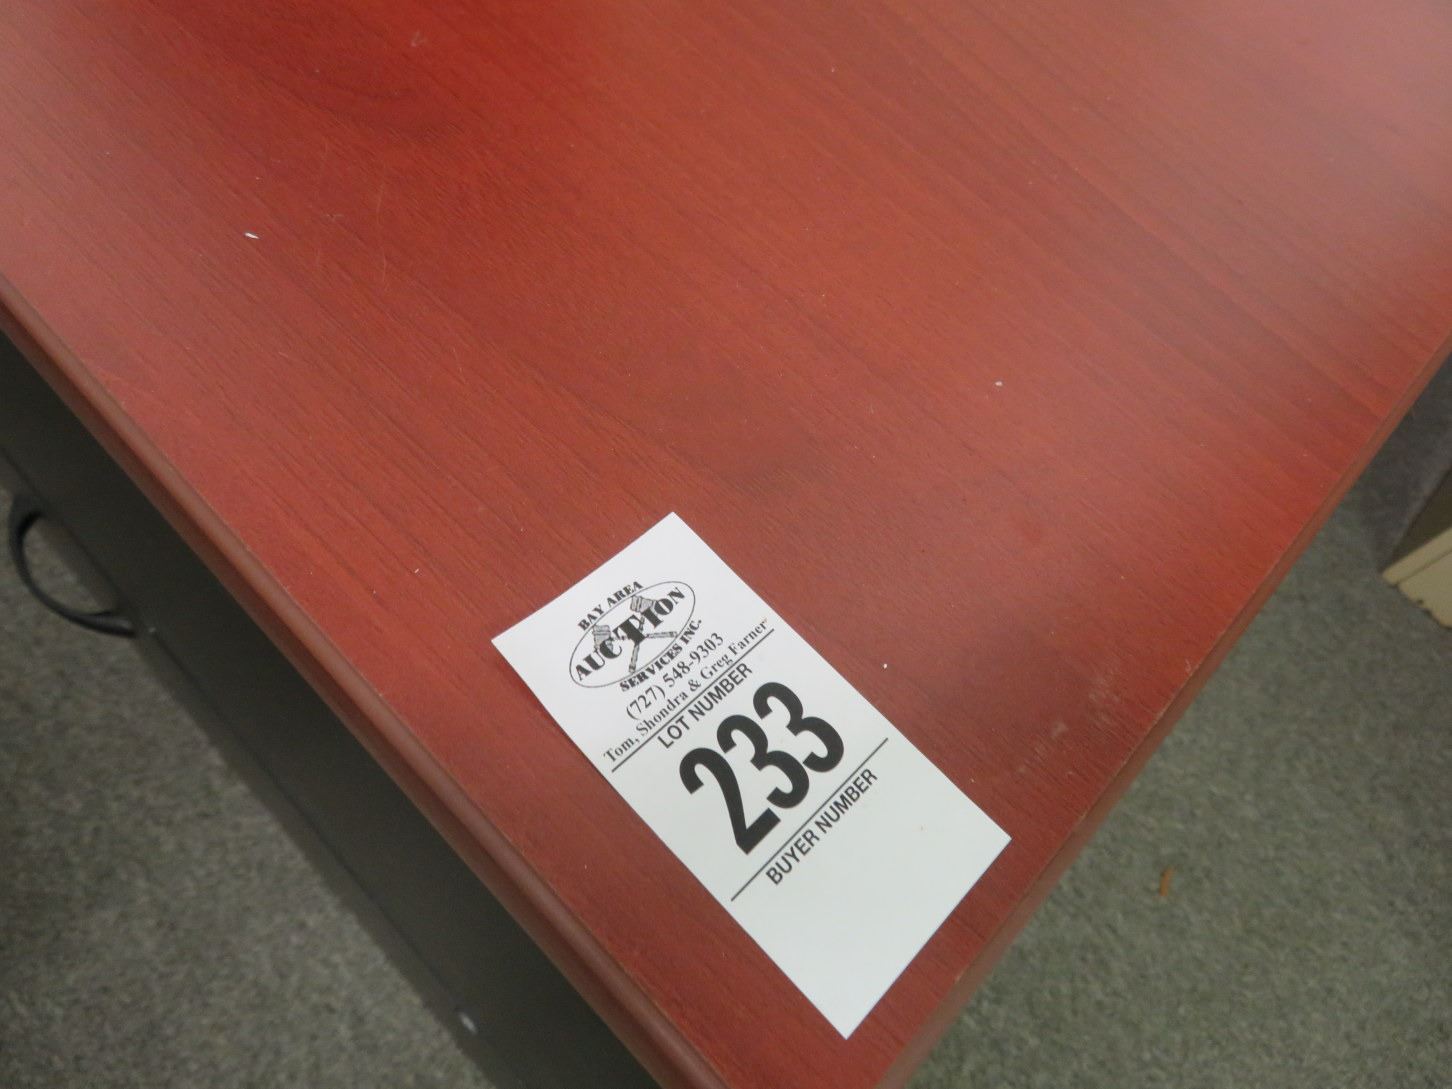 BAY AREA
AUCTION
SERVICES INC.
(727) 548-9303
Tom, Shondra & Greg Farner
LOT NUMBER
233
BUYER NUMBER